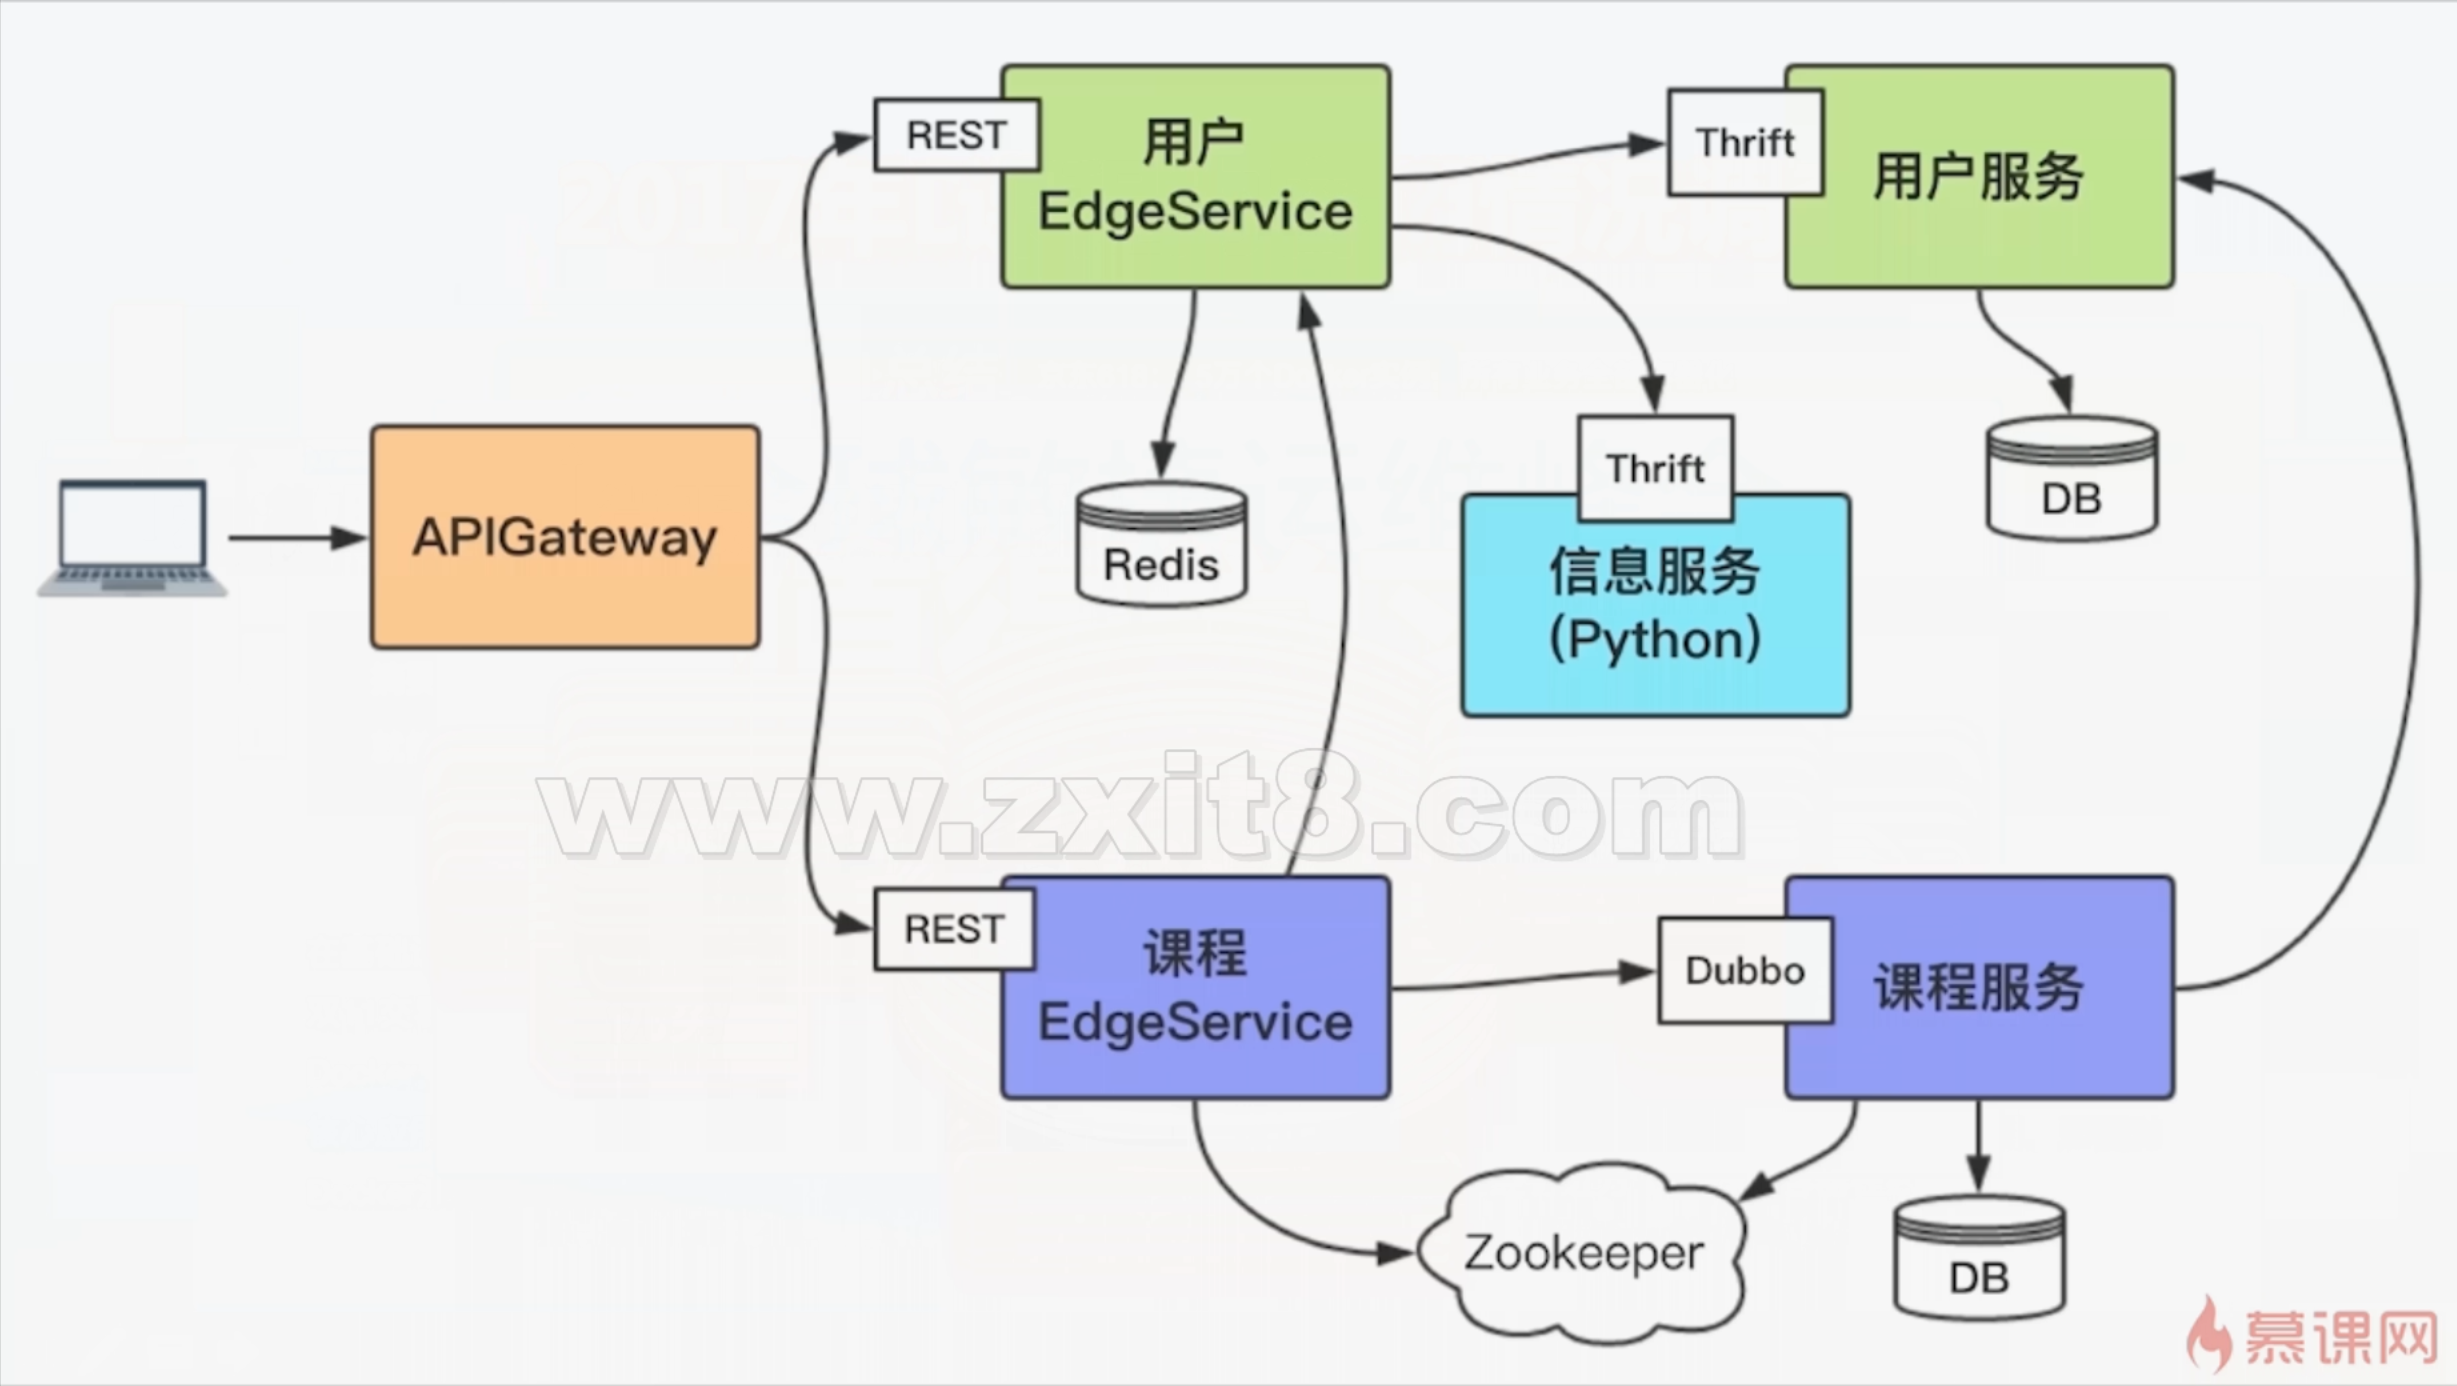 REST
用户
EdgeService
Thrift
用户服务
APIGateway
Redis
Thrift
信息服务
(Python)
DB
www.zxit8.com
REST
课程
EdgeService
Dubbo
课程服务
Zookeeper
DB
慕课网